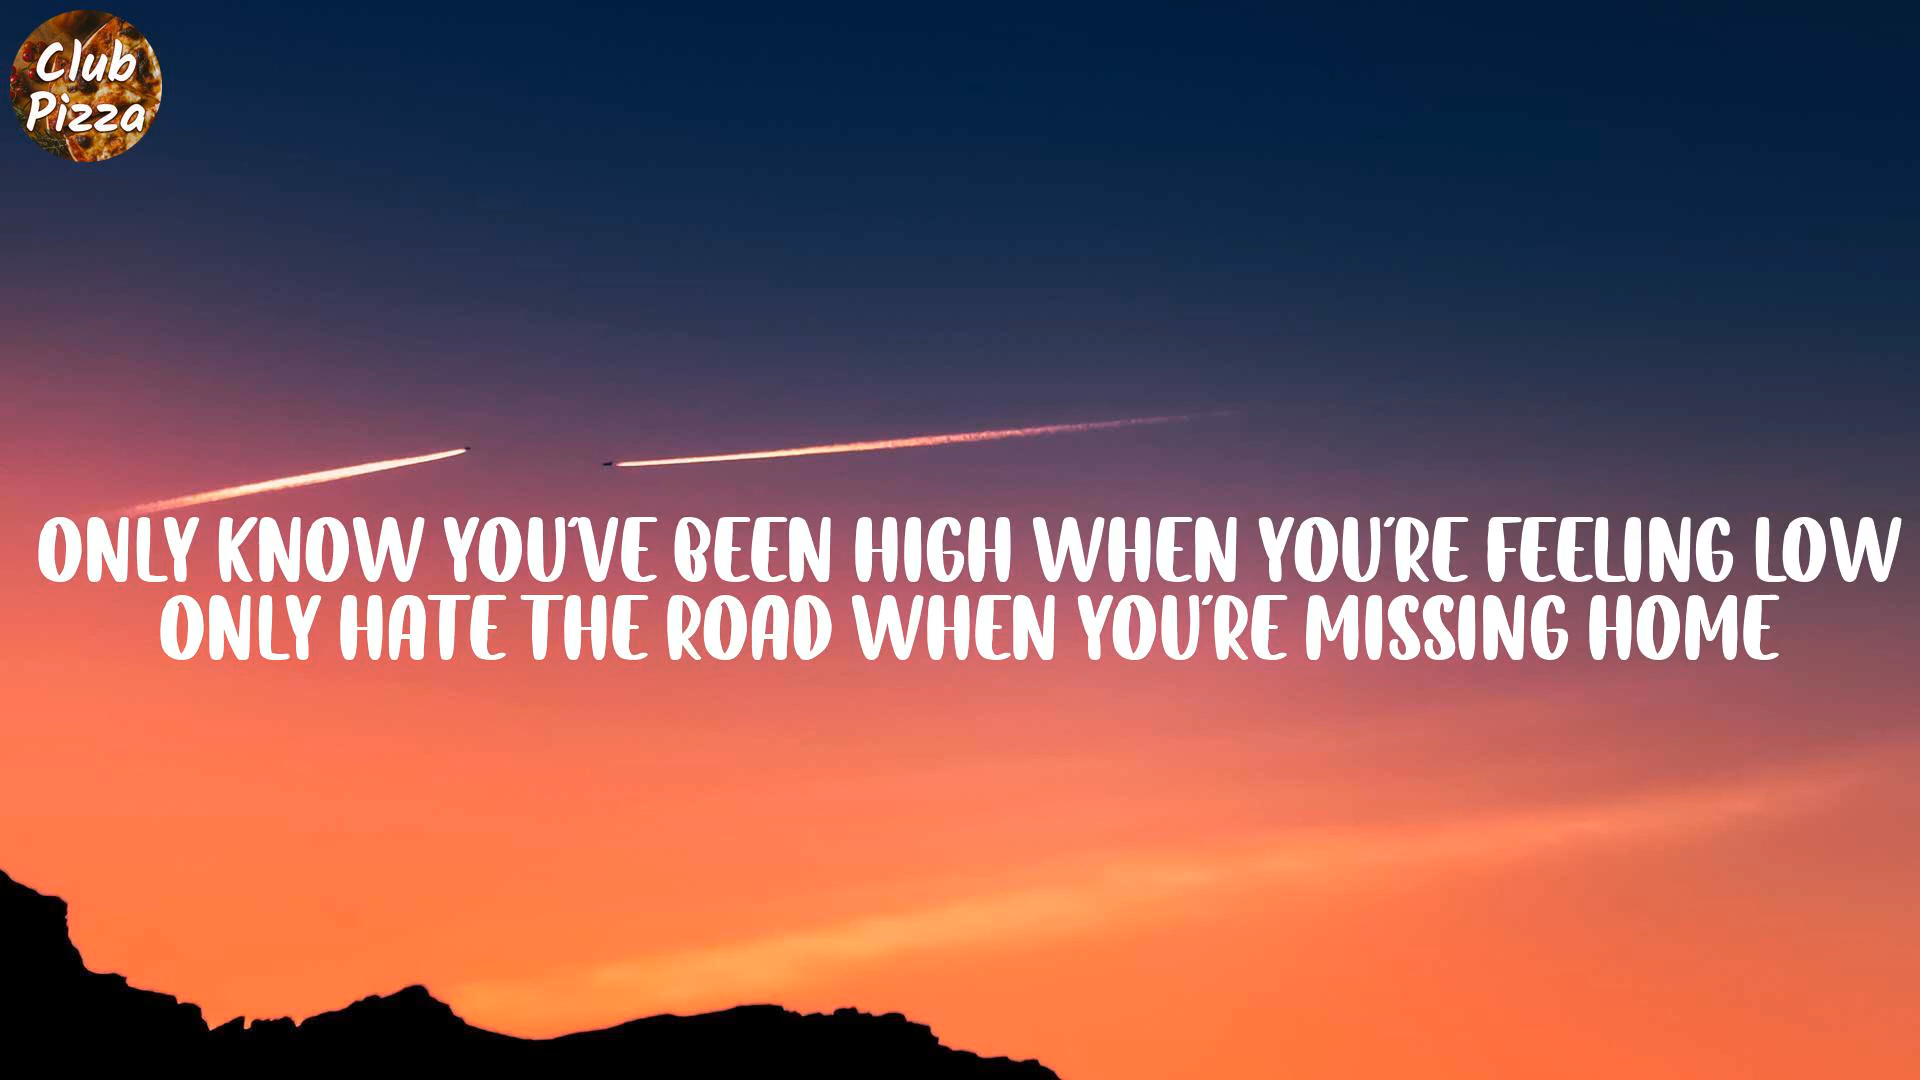 Club
Pizza
ONLY KNOW YOU'VE BEEN HIGH WHEN YOU'RE FEELING LOW
ONLY HATE THE ROAD WHEN YOU'RE MISSING HOME